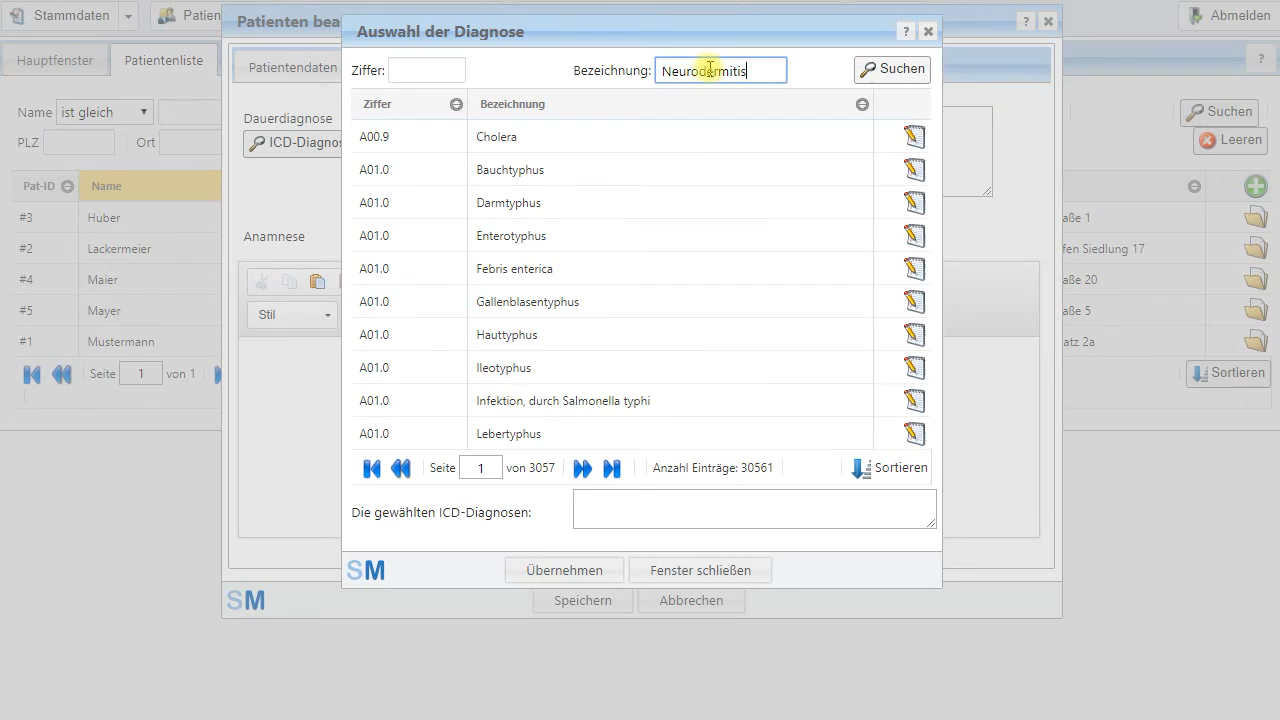 Stammdaten
Patien
Patienten bea
Auswahl der Diagnose
?
?
Abmelden
Hauptfenster
Patientenliste
Patientendaten
Ziffer:
Bezeichnung:
Neurodermitis
Suchen
?
Name
ist gleich
Suchen
PLZ
Ort
Leeren
Dauerdiagnose
ICD-Diagnos
Anamnese
Stil
Ziffer
Bezeichnung
A00.9
Cholera
A01.0
Bauchtyphus
A01.0
Darmtyphus
A01.0
Enterotyphus
A01.0
Febris enterica
A01.0
Gallenblasentyphus
A01.0
Hauttyphus
A01.0
Ileotyphus
A01.0
Infektion, durch Salmonella typhi
A01.0
Lebertyphus
Seite
1
von 3057
Anzahl Einträge: 30561
Sortieren
Die gewählten ICD-Diagnosen:
SM
Übernehmen
Fenster schließen
Pat-ID
Name
#3
Huber
aße 1
#2
Lackermeier
fen Siedlung 17
#4
Maier
aße 20
#5
Mayer
ße 5
#1
Mustermann
atz 2a
Seite
1
von 1
Sortieren
SM
Speichern
Abbrechen